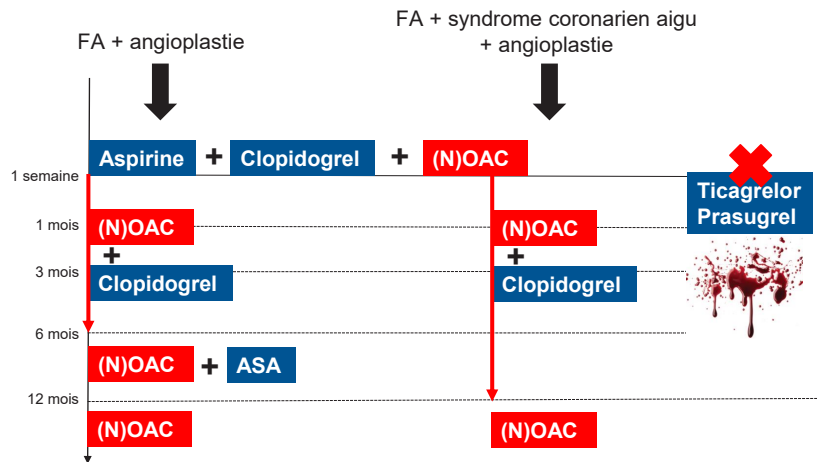 FA + angioplastie
FA + syndrome coronarien aigu
+ angioplastie
Aspirine + Clopidogrel + (N)OAC
1 semaine
Ticagrelor
Prasugrel
1 mois
(N)OAC
(N)OAC
+
+
3 mois
Clopidogrel
Clopidogrel
6 mois
(N)OAC + ASA
12 mois
(N)OAC
(N)OAC